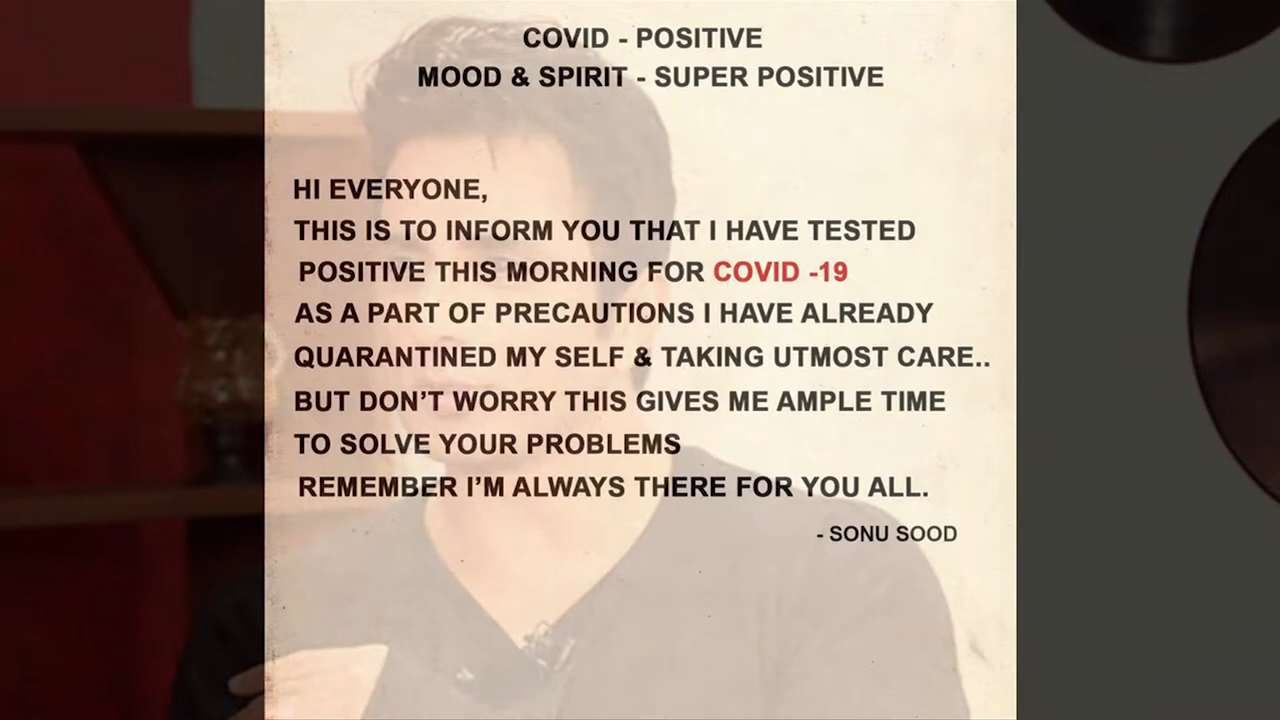 COVID - POSITIVE
MOOD & SPIRIT - SUPER POSITIVE
HI EVERYONE,
THIS IS TO INFORM YOU THAT I HAVE TESTED
POSITIVE THIS MORNING FOR COVID -19
AS A PART OF PRECAUTIONS I HAVE ALREADY
QUARANTINED MY SELF & TAKING UTMOST CARE..
BUT DON'T WORRY THIS GIVES ME AMPLE TIME
TO SOLVE YOUR PROBLEMS
REMEMBER I'M ALWAYS THERE FOR YOU ALL.
- SONU SOOD